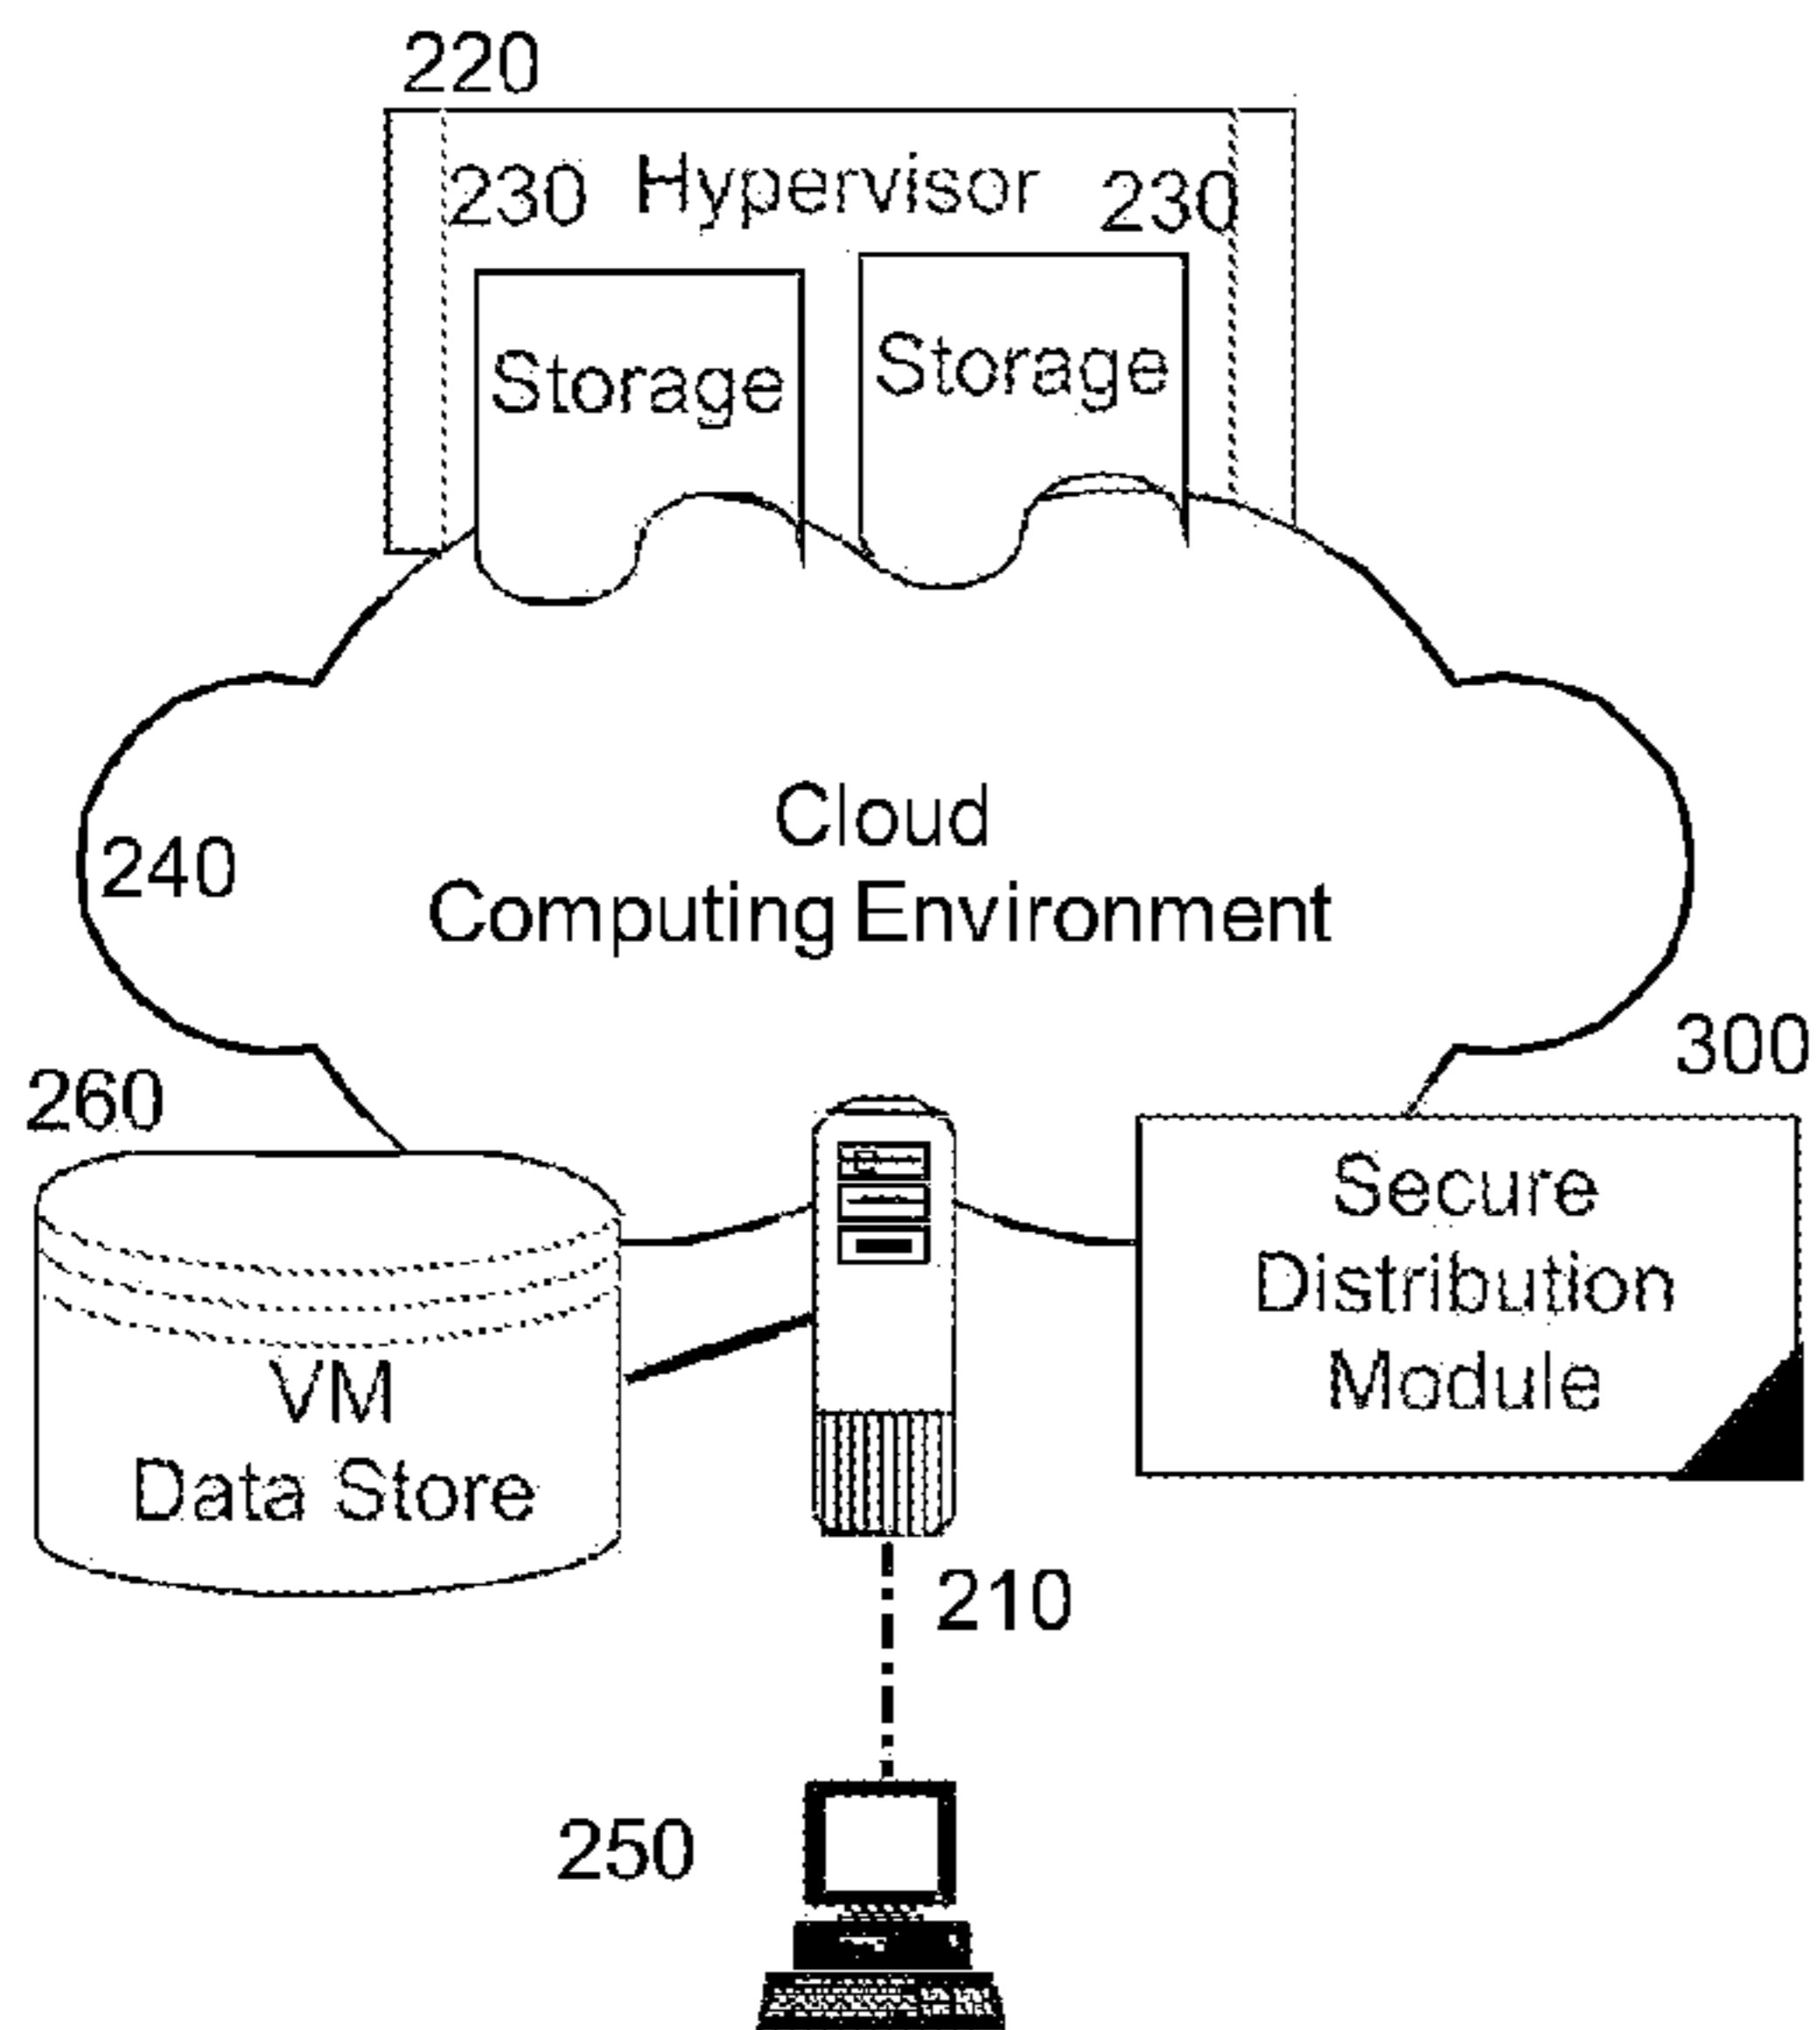 220
230 Hypervisor 230
Storage Storage
Cloud
240
Computing Environment
300
260
Secure
Distribution
Module
VM
Data Store
210
250